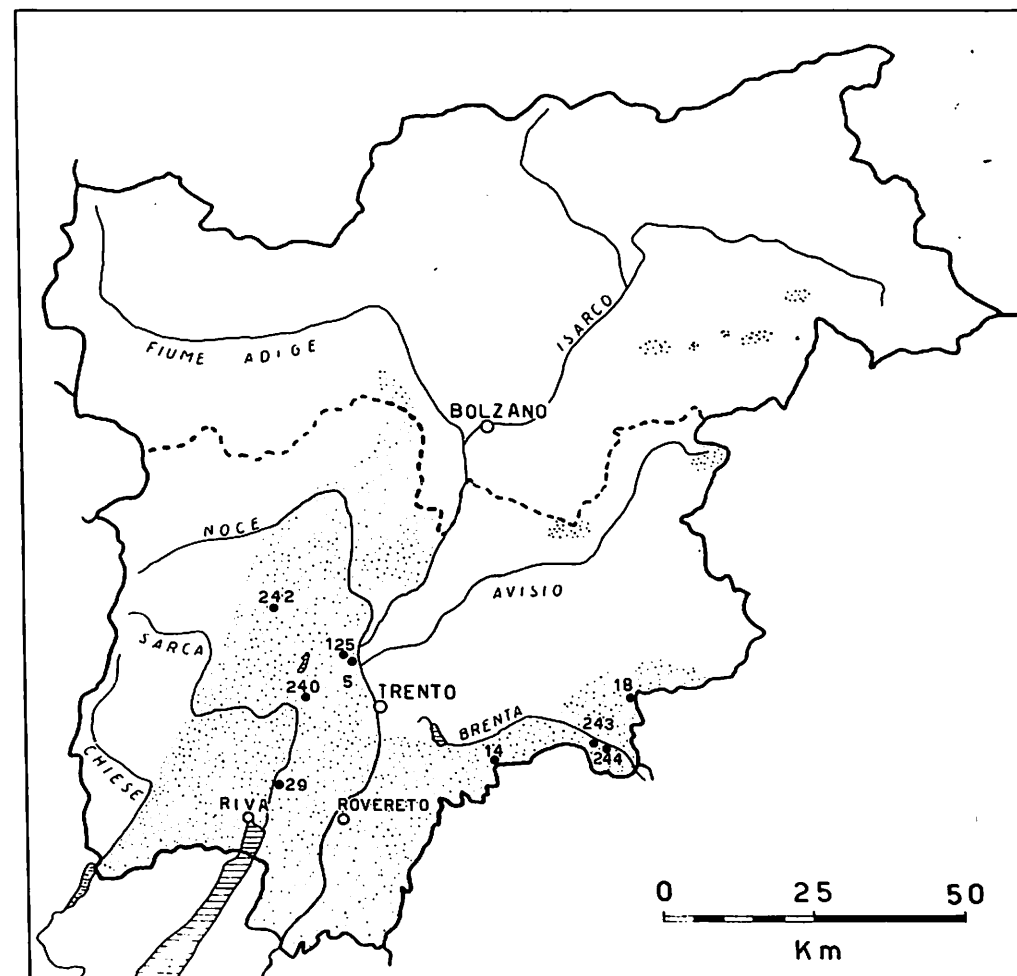 FIUME ADIGE
ISARCO
BOLZANO
NOCE
AVISIO
242
SARCA
125
5
240
TRENTO
18
BRENTA
243
244
14
CHIESE
29
RIVA
ROVERETO
0 25 50
Km